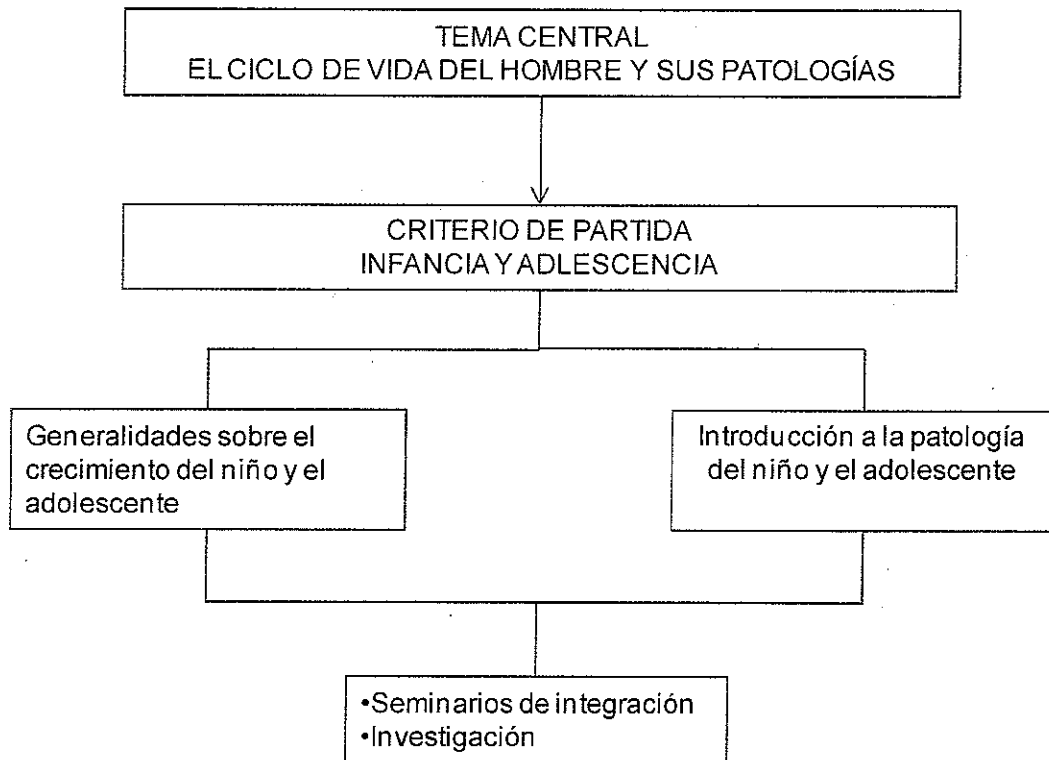 TEMA CENTRAL
EL CICLO DE VIDA DEL HOMBRE Y SUS PATOLOGÍAS
CRITERIO DE PARTIDA
INFANCIA Y ADLESCENCIA
Generalidades sobre el
crecimiento del niño y el
adolescente
Introducción a la patología
del niño y el adolescente
•Seminarios de integración
•Investigación